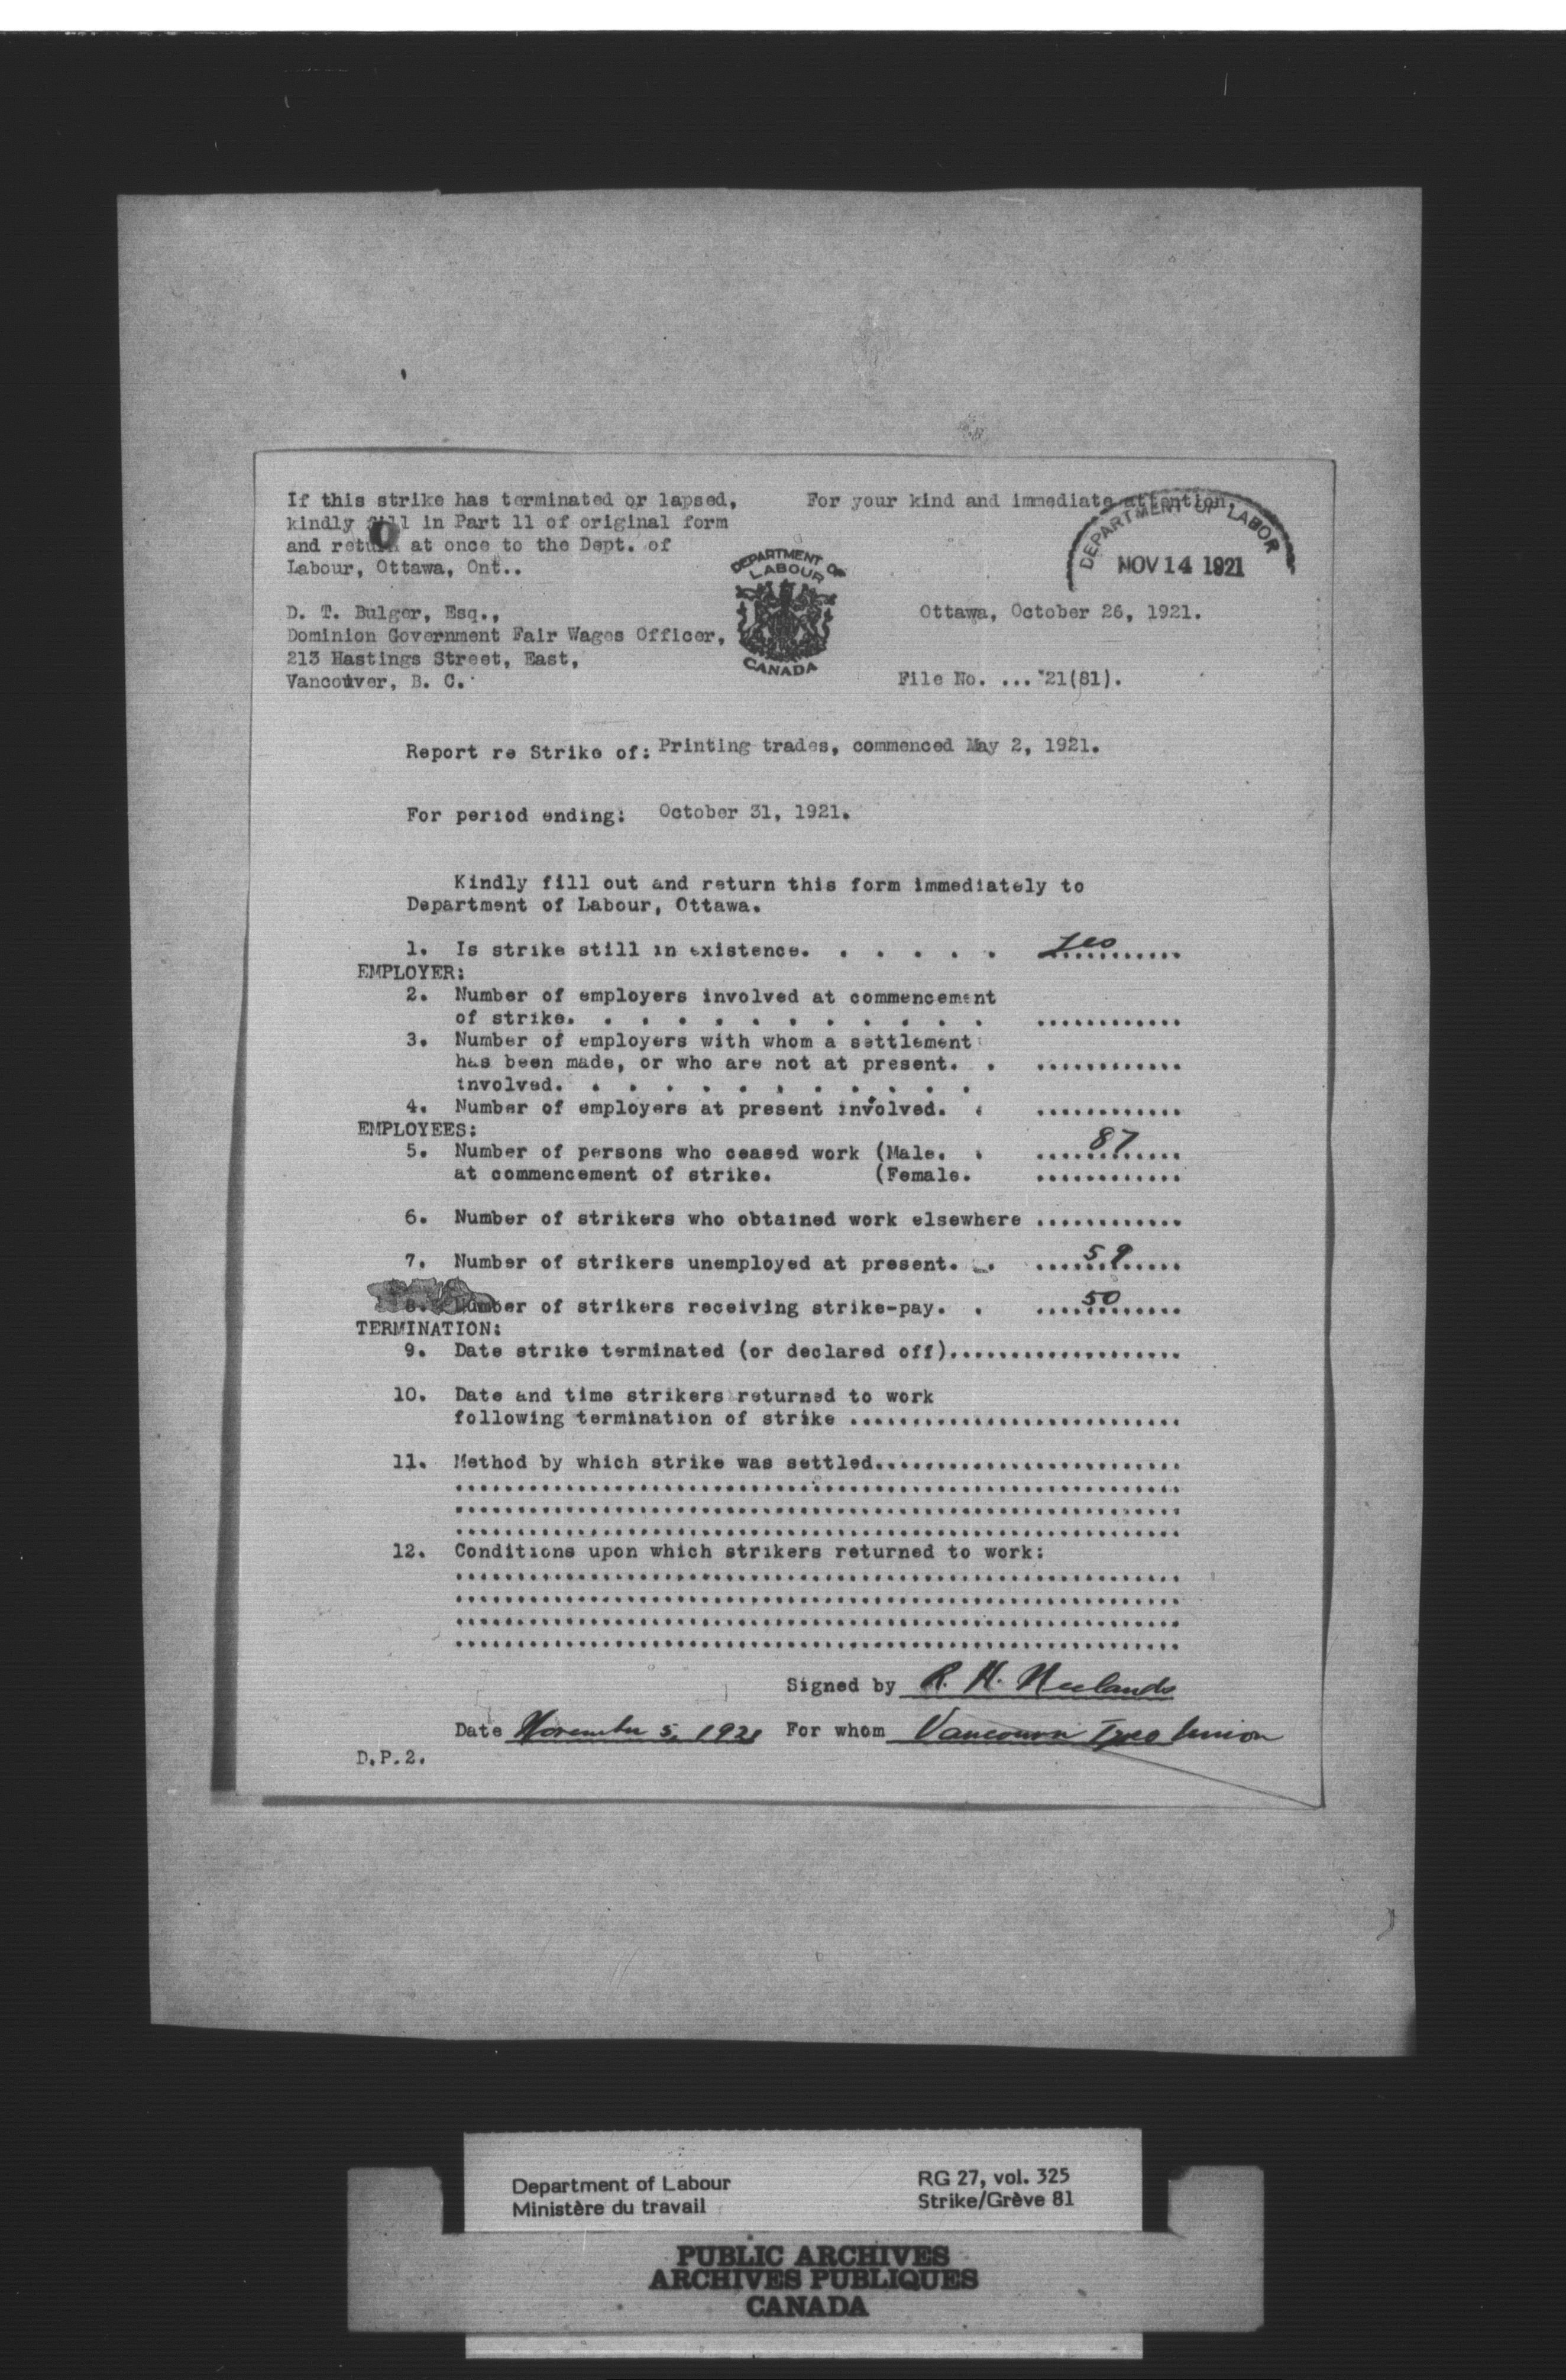 If this strike has terminated or lapsed,
kindly fill in Part 11 of original form
and return at once to the Dept. of
Labour, Ottawa, Ont..
For your kind and immediate attention.
DEPARTMENT OF LABOR
NOV 14 1921
DEPARTMENT OF
LABOUR
CANADA
D. T. Bulger, Esq.,
Dominion Government Fair Wages Officer,
213 Hastings Street, East,
Vancouver, B. C.
Ottawa, October 26, 1921.
File No. ... '21(81).
Report re Strike of: Printing trades, commenced May 2, 1921.
For period ending: October 31, 1921.
Kindly fill out and return this form immediately to
Department of Labour, Ottawa.
1. Is strike still in existence. . . . . . Yes
EMPLOYER:
2. Number of employers involved at commencement
of strike. . . . . . . . . . . . ............
3. Number of employers with whom a settlement
has been made, or who are not at present. . ............
involved. . . . . . . . . . . .
4. Number of employers at present involved. . ............
EMPLOYEES:
5. Number of persons who ceased work (Male. . 87
at commencement of strike. (Female. ............
6. Number of strikers who obtained work elsewhere ............
7. Number of strikers unemployed at present. . 59
8. Number of strikers receiving strike-pay. . 50
TERMINATION:
9. Date strike terminated (or declared off)...................
10. Date and time strikers returned to work
following termination of strike ...........................
11. Method by which strike was settled.........................
12. Conditions upon which strikers returned to work:
Signed by R. H. Neelands
Date November 5, 1921 For whom Vancouver Typo Union
D.P.2.
Department of Labour
Ministère du travail
RG 27, vol. 325
Strike/Grève 81
PUBLIC ARCHIVES
ARCHIVES PUBLIQUES
CANADA